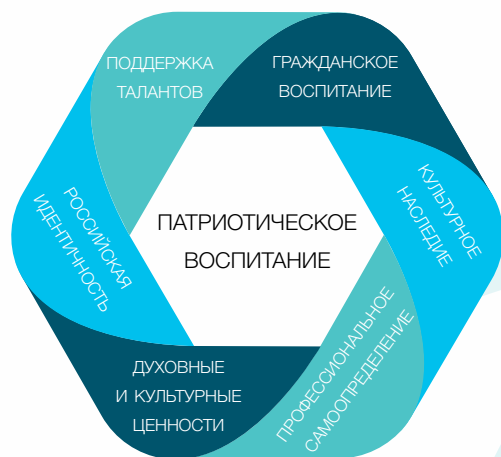 ПОДДЕРЖКА
ТАЛАНТОВ
ГРАЖДАНСКОЕ
ВОСПИТАНИЕ
КУЛЬТУРНОЕ
НАСЛЕДИЕ
РОССИЙСКАЯ
ИДЕНТИЧНОСТЬ
ПАТРИОТИЧЕСКОЕ
ВОСПИТАНИЕ
ПРОФЕССИОНАЛЬНОЕ
САМООПРЕДЕЛЕНИЕ
ДУХОВНЫЕ
И КУЛЬТУРНЫЕ
ЦЕННОСТИ